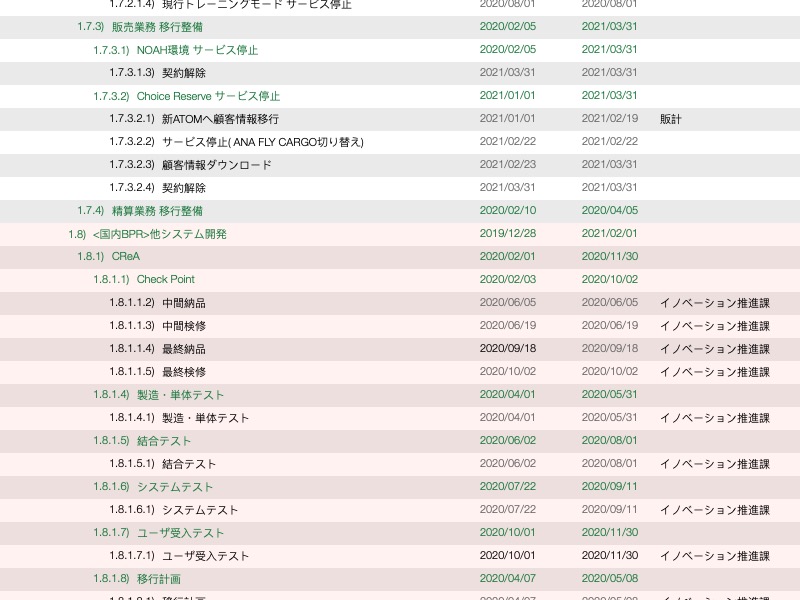 1.7.2.1.4) 現行トレーニングモード サービス停止 2020/08/01 2020/08/01
1.7.3) 販売業務 移行整備 2020/02/05 2021/03/31
1.7.3.1) NOAH環境 サービス停止 2020/02/05 2021/03/31
1.7.3.1.3) 契約解除 2021/03/31 2021/03/31
1.7.3.2) Choice Reserve サービス停止 2021/01/01 2021/03/31
1.7.3.2.1) 新ATOMへ顧客情報移行 2021/01/01 2021/02/19 販計
1.7.3.2.2) サービス停止( ANA FLY CARGO切り替え) 2021/02/22 2021/02/22
1.7.3.2.3) 顧客情報ダウンロード 2021/02/23 2021/03/31
1.7.3.2.4) 契約解除 2021/03/31 2021/03/31
1.7.4) 精算業務 移行整備 2020/02/10 2020/04/05
1.8) <国内BPR>他システム開発 2019/12/28 2021/02/01
1.8.1) CReA 2020/02/01 2020/11/30
1.8.1.1) Check Point 2020/02/03 2020/10/02
1.8.1.1.2) 中間納品 2020/06/05 2020/06/05 イノベーション推進課
1.8.1.1.3) 中間検修 2020/06/19 2020/06/19 イノベーション推進課
1.8.1.1.4) 最終納品 2020/09/18 2020/09/18 イノベーション推進課
1.8.1.1.5) 最終検修 2020/10/02 2020/10/02 イノベーション推進課
1.8.1.4) 製造・単体テスト 2020/04/01 2020/05/31
1.8.1.4.1) 製造・単体テスト 2020/04/01 2020/05/31 イノベーション推進課
1.8.1.5) 結合テスト 2020/06/02 2020/08/01
1.8.1.5.1) 結合テスト 2020/06/02 2020/08/01 イノベーション推進課
1.8.1.6) システムテスト 2020/07/22 2020/09/11
1.8.1.6.1) システムテスト 2020/07/22 2020/09/11 イノベーション推進課
1.8.1.7) ユーザ受入テスト 2020/10/01 2020/11/30
1.8.1.7.1) ユーザ受入テスト 2020/10/01 2020/11/30 イノベーション推進課
1.8.1.8) 移行計画 2020/04/07 2020/05/08
1.8.1.8.1) 移行計画 2020/04/07 2020/05/08 イノベーション推進課